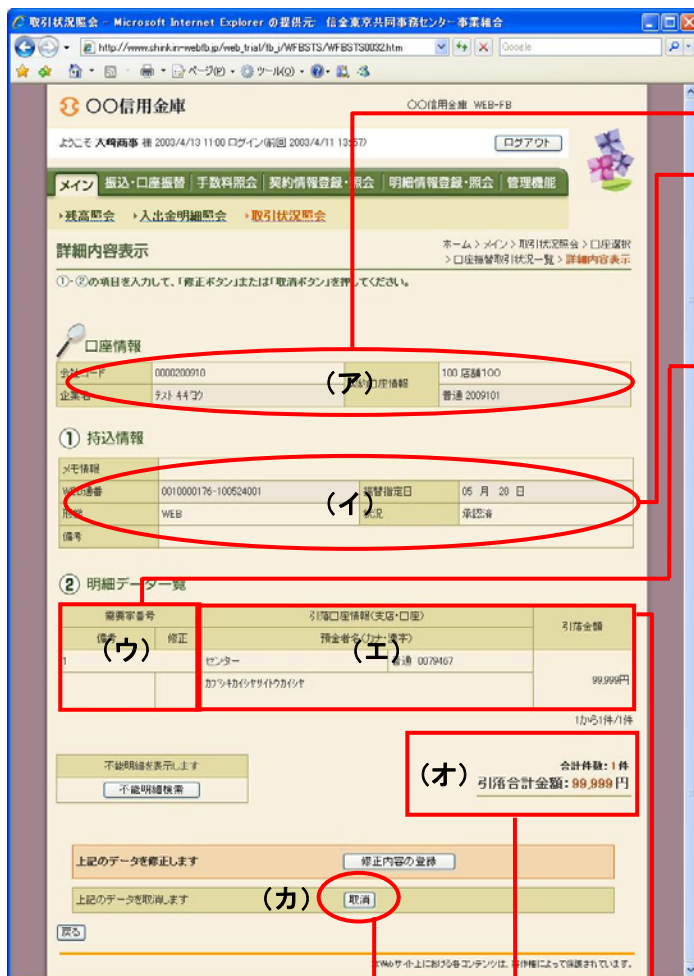 取引状況照会 - Microsoft Internet Explorer の提供元: 信金東京共同事務センター事業組合
http://www.shinkin-webfb.jp/web_trial/fb_j/WFBSTS/WFBSTS0032.htm
Google
ページ(P) ツール(O)
〇〇信用金庫 〇〇信用金庫 WEB-FB
ようこそ 大崎商事 様 2003/4/13 11:00 ログイン(前回 2003/4/11 13:57) ログアウト
メイン 振込・口座振替 手数料照会 契約情報登録・照会 明細情報登録・照会 管理機能
残高照会 入出金明細照会 取引状況照会
詳細内容表示
ホーム > メイン > 取引状況照会 > 口座選択
> 口座振替取引状況一覧 > 詳細内容表示
①-②の項目を入力して、「修正ボタン」または「取消ボタン」を押してください。
口座情報
会社コード 0000200910 契約口座情報 100 店舗100
(ア)
企業名 普通 2009101
① 持込情報
メモ情報
WEB通番 0010000176-100524001 振替指定日 05 月 28 日
(イ)
形態 WEB 状況 承認済
備考
② 明細データ一覧
需要家番号 引落口座情報(支店・口座) 引落金額
備考 修正 預金者名(カナ・漢字)
(ウ) (エ)
1 センター 普通 0079467
カブシキカイシヤサイトウカイシヤ 99,999円
1から1件/1件
不能明細を表示します
不能明細検索
(オ)
合計件数: 1 件
引落合計金額: 99,999 円
上記のデータを修正します 修正内容の登録
上記のデータを取消します (カ) 取消
戻る
本Webサイト上における各コンテンツは、著作権によって保護されています。